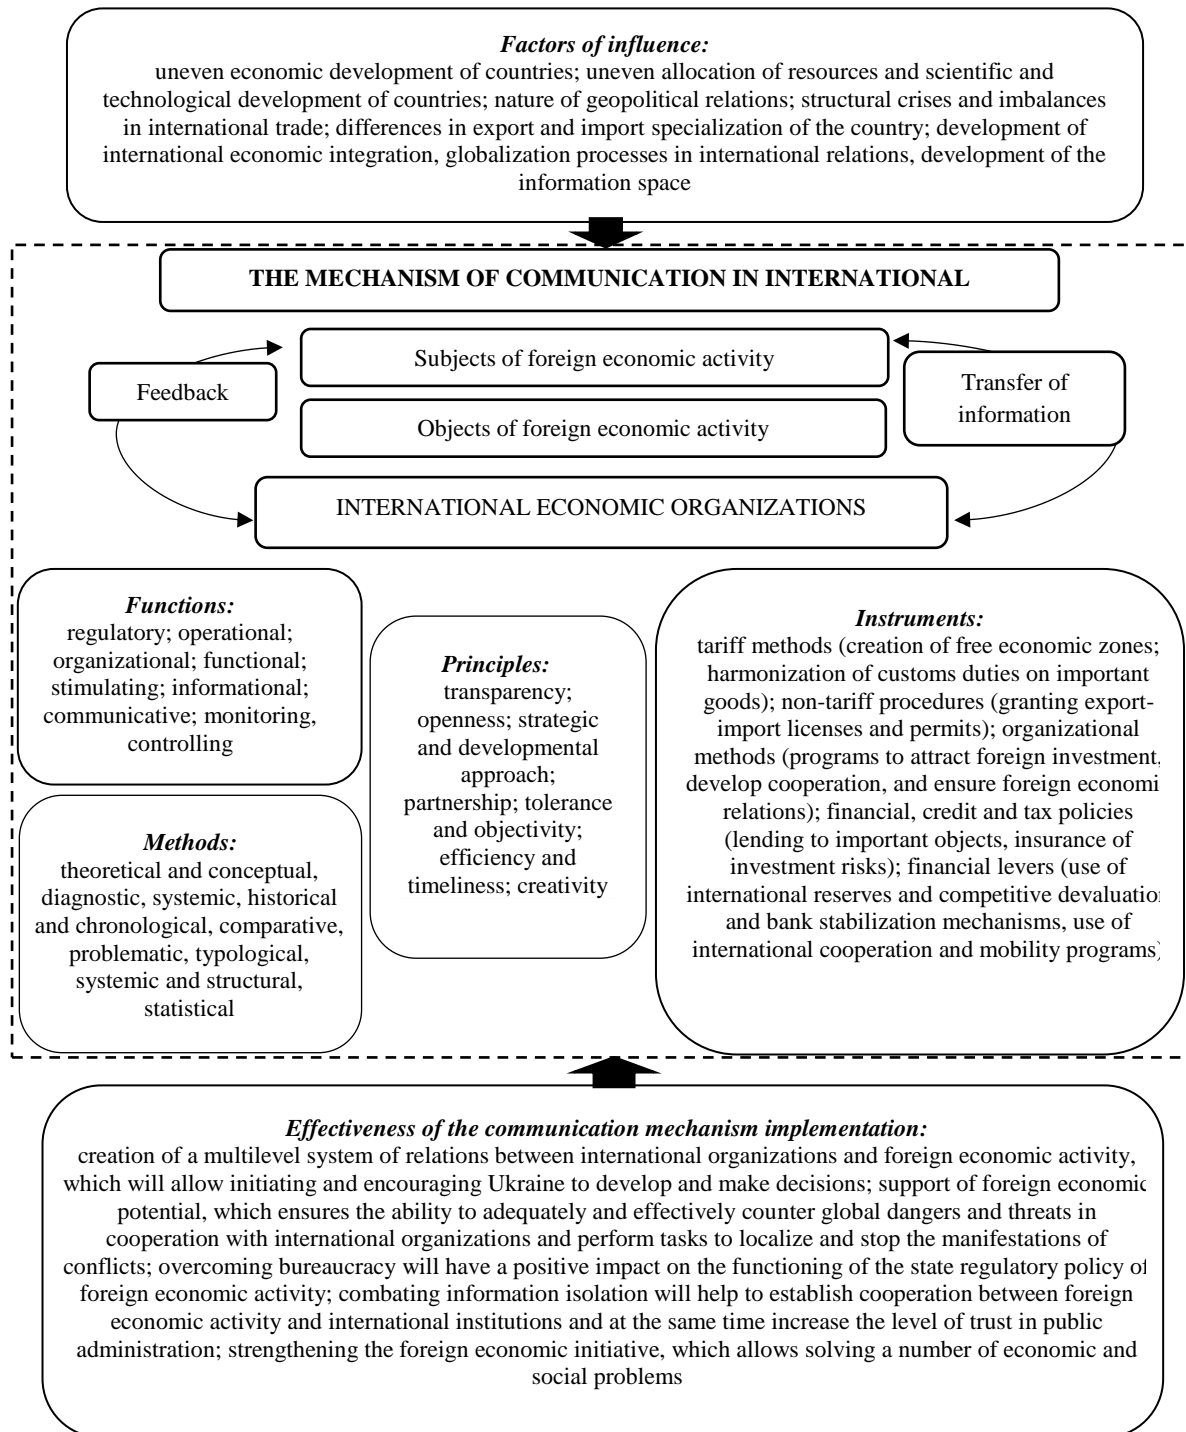 Factors of influence:
uneven economic development of countries; uneven allocation of resources and scientific and
technological development of countries; nature of geopolitical relations; structural crises and imbalances
in international trade; differences in export and import specialization of the country; development of
international economic integration, globalization processes in international relations, development of the
information space
THE MECHANISM OF COMMUNICATION IN INTERNATIONAL
Subjects of foreign economic activity
Feedback
Transfer of
information
Objects of foreign economic activity
INTERNATIONAL ECONOMIC ORGANIZATIONS
Functions:
regulatory; operational;
organizational; functional;
stimulating; informational;
communicative; monitoring,
controlling
Methods:
theoretical and conceptual,
diagnostic, systemic, historical
and chronological, comparative,
problematic, typological,
systemic and structural,
statistical
Principles:
transparency;
openness; strategic
and developmental
approach;
partnership; tolerance
and objectivity;
efficiency and
timeliness; creativity
Instruments:
tariff methods (creation of free economic zones;
harmonization of customs duties on important
goods); non-tariff procedures (granting export-
import licenses and permits); organizational
methods (programs to attract foreign investment,
develop cooperation, and ensure foreign economi
relations); financial, credit and tax policies
(lending to important objects, insurance of
investment risks); financial levers (use of
international reserves and competitive devaluation
and bank stabilization mechanisms, use of
international cooperation and mobility programs)
Effectiveness of the communication mechanism implementation:
creation of a multilevel system of relations between international organizations and foreign economic activity,
which will allow initiating and encouraging Ukraine to develop and make decisions; support of foreign economic
potential, which ensures the ability to adequately and effectively counter global dangers and threats in
cooperation with international organizations and perform tasks to localize and stop the manifestations of
conflicts; overcoming bureaucracy will have a positive impact on the functioning of the state regulatory policy of
foreign economic activity; combating information isolation will help to establish cooperation between foreign
economic activity and international institutions and at the same time increase the level of trust in public
administration; strengthening the foreign economic initiative, which allows solving a number of economic and
social problems